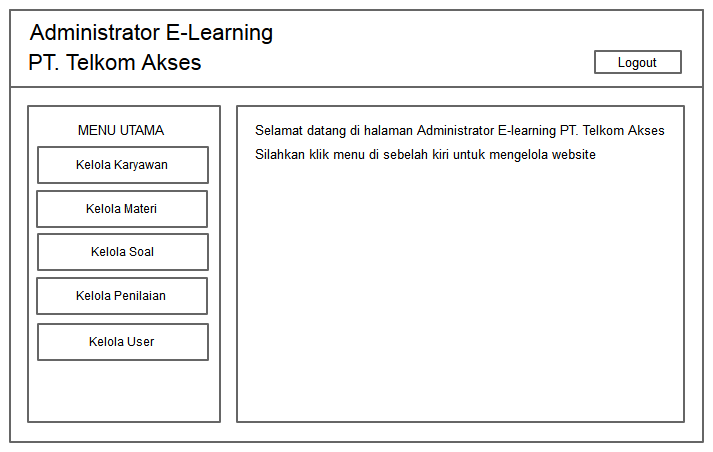 Administrator E-Learning
PT. Telkom Akses
Logout
MENU UTAMA
Kelola Karyawan
Kelola Materi
Kelola Soal
Kelola Penilaian
Kelola User
Selamat datang di halaman Administrator E-learning PT. Telkom Akses
Silahkan klik menu di sebelah kiri untuk mengelola website